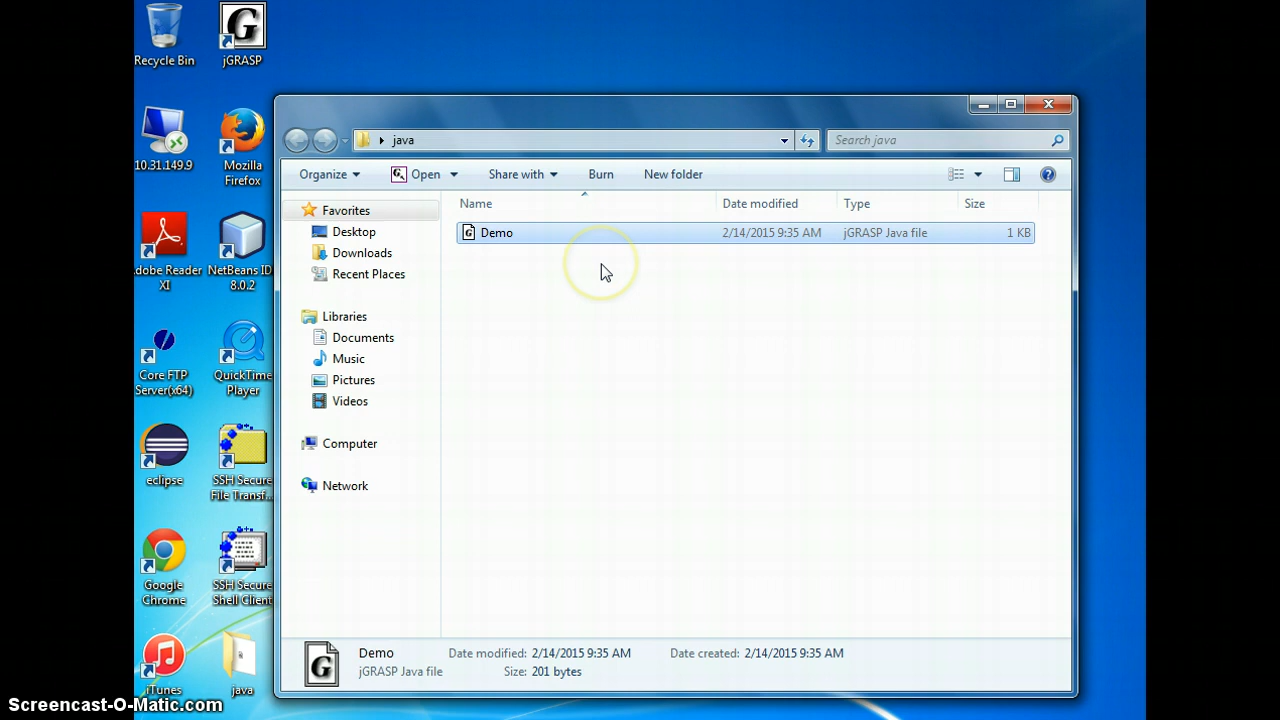 Recycle Bin
jGRASP
10.31.149.9
Mozilla
Firefox
dobe Reader
XI
NetBeans ID
8.0.2
Core FTP
Server(x64)
QuickTime
Player
eclipse
SSH Secure
File Transf...
Google
Chrome
SSH Secure
Shell Client
iTunes
java
java
Search java
Organize
Open
Share with
Burn
New folder
Favorites
Desktop
Downloads
Recent Places
Libraries
Documents
Music
Pictures
Videos
Computer
Network
Name Date modified Type Size
Demo 2/14/2015 9:35 AM jGRASP Java file 1 KB
Demo Date modified: 2/14/2015 9:35 AM Date created: 2/14/2015 9:35 AM
jGRASP Java file Size: 201 bytes
Screencast-O-Matic.com